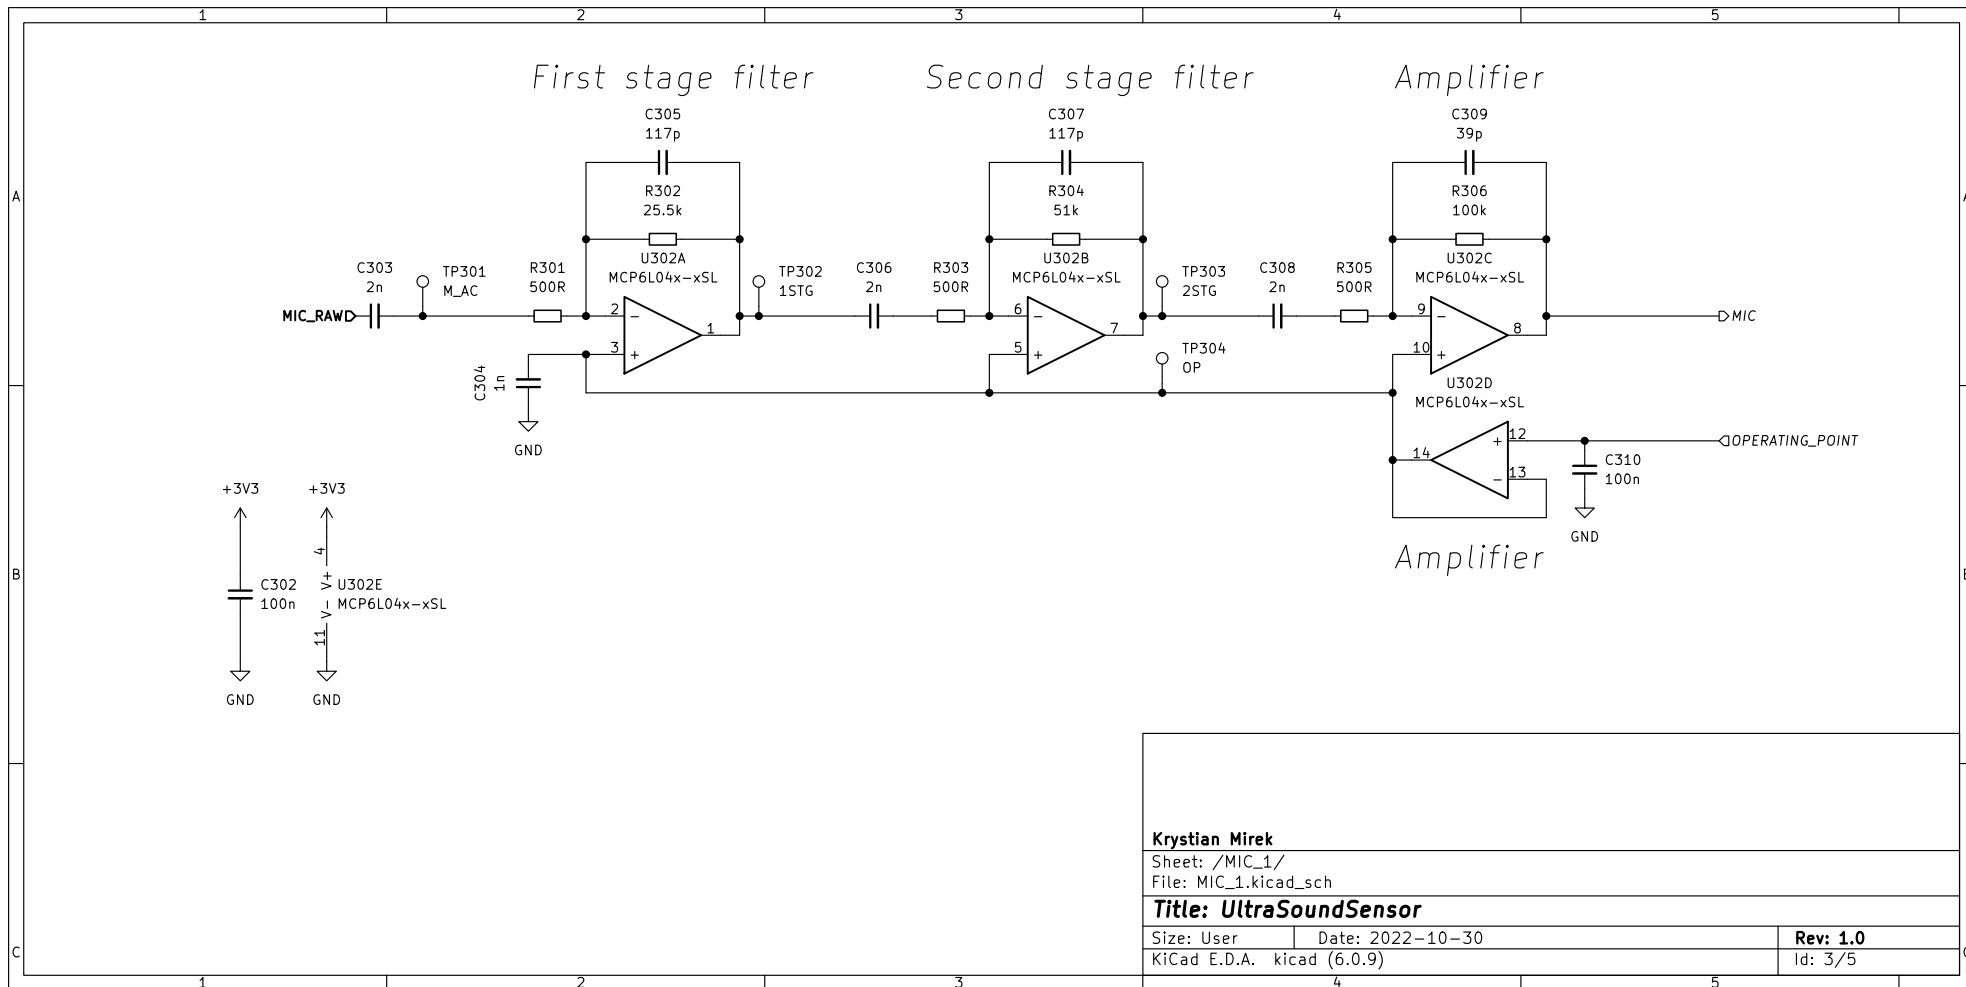 1 2 3 4 5
First stage filter
Second stage filter
Amplifier
C305
117p
R302
25.5k
U302A
MCP6L04x-xSL
C307
117p
R304
51k
U302B
MCP6L04x-xSL
C309
39p
R306
100k
U302C
MCP6L04x-xSL
A A
MIC_RAW
C303
2n
TP301
M_AC
R301
500R
2 -
3 +
1
TP302
1STG
C306
2n
R303
500R
6 -
5 +
7
TP303
2STG
TP304
OP
C308
2n
R305
500R
9 -
10 +
8
MIC
C304
1n
GND
U302D
MCP6L04x-xSL
14
+ 12
- 13
OPERATING_POINT
C310
100n
GND
Amplifier
B
+3V3
C302
100n
GND
+3V3
4
V+
V-
11
U302E
MCP6L04x-xSL
GND
Krystian Mirek
Sheet: /MIC_1/
File: MIC_1.kicad_sch
Title: UltraSoundSensor
Size: User
Date: 2022-10-30
Rev: 1.0
KiCad E.D.A. kicad (6.0.9)
Id: 3/5
C
1 2 3 4 5